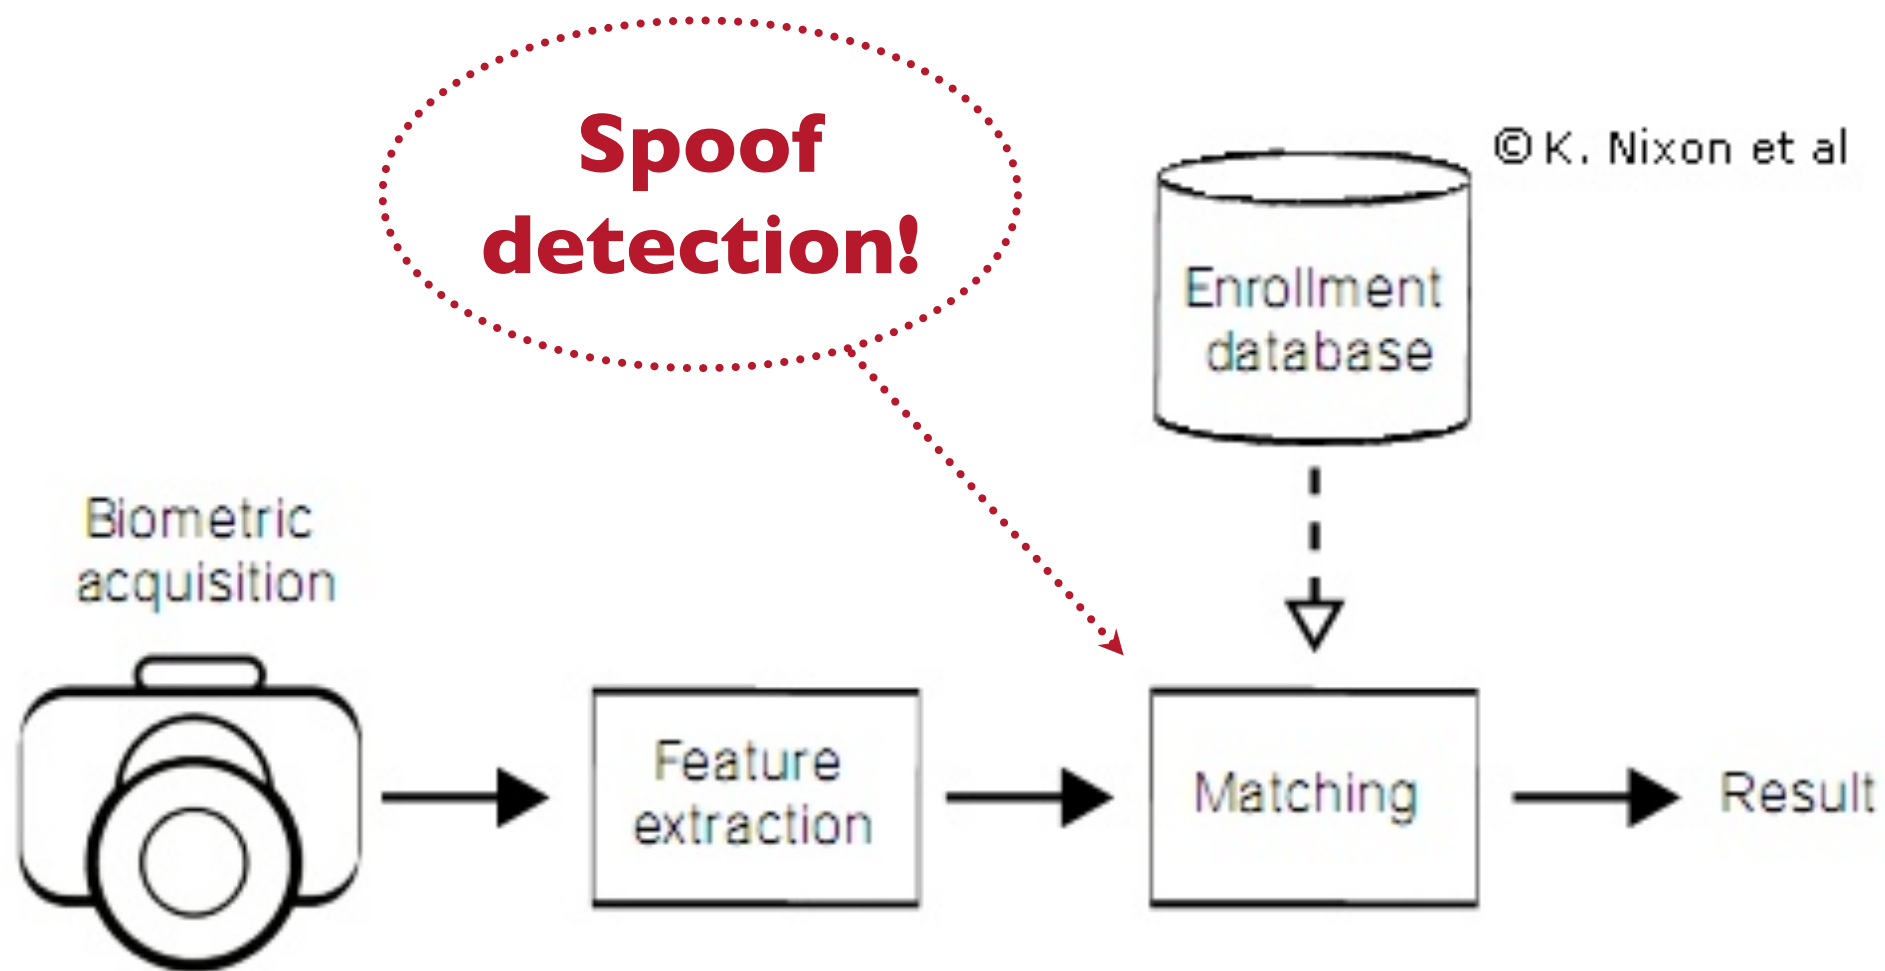 Spoof
detection!
© K. Nixon et al
Enrollment
database
Biometric
acquisition
Feature
extraction
Matching
Result